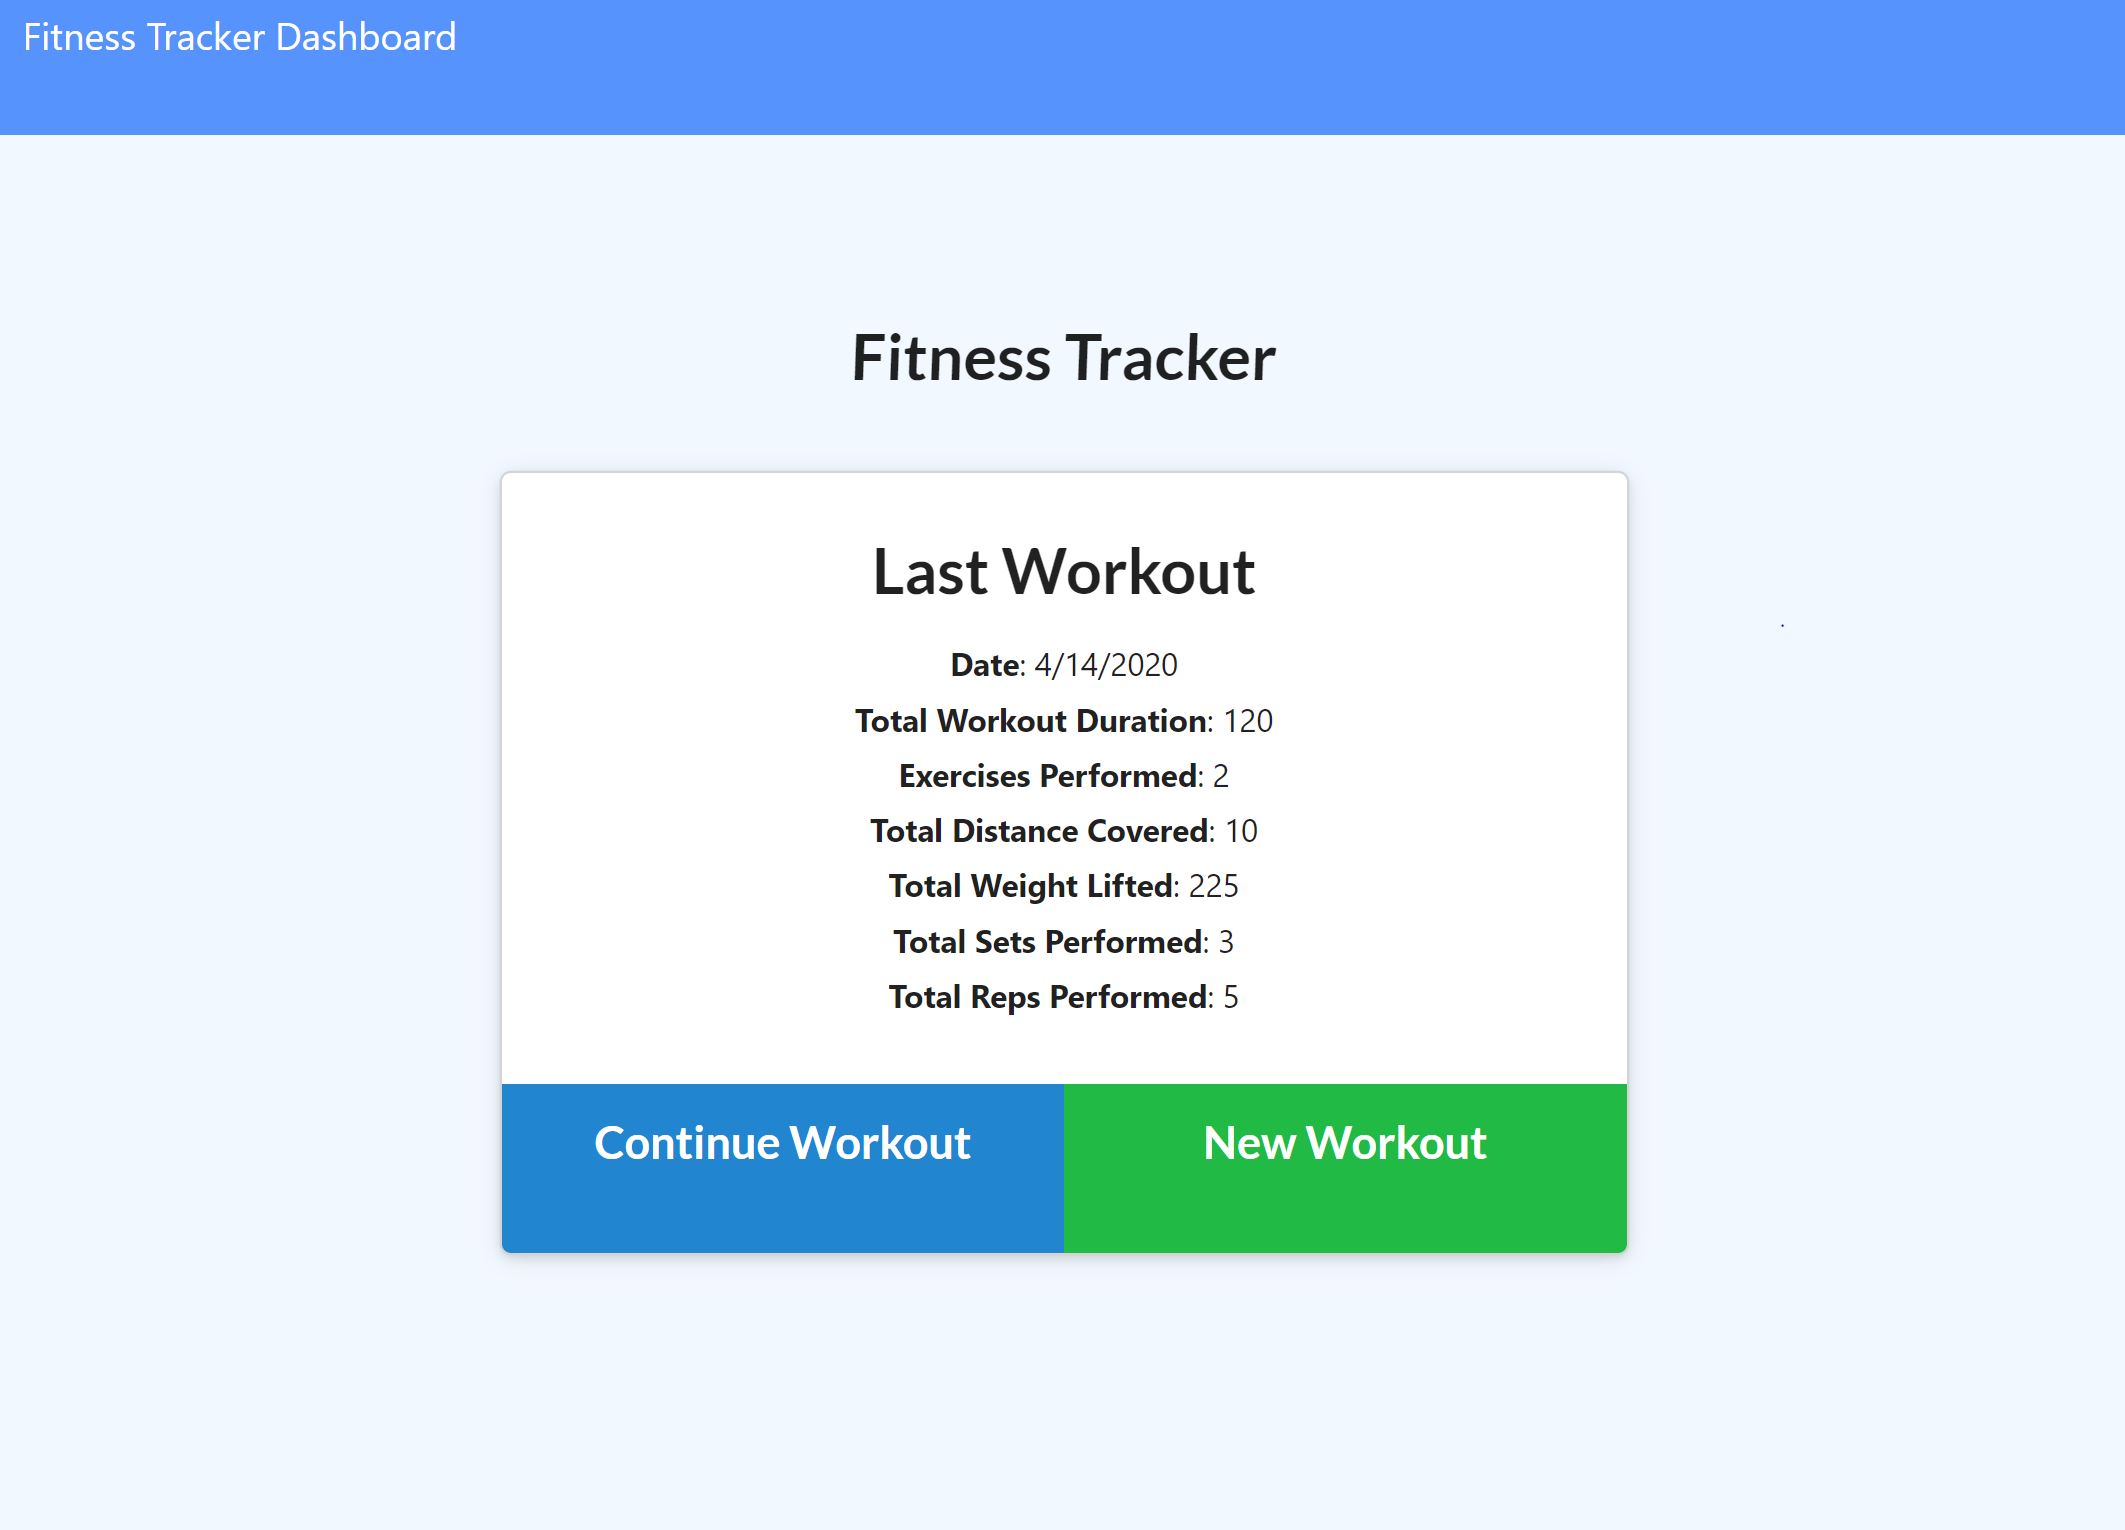 Fitness Tracker Dashboard
Fitness Tracker
Last Workout
Date: 4/14/2020
Total Workout Duration: 120
Exercises Performed: 2
Total Distance Covered: 10
Total Weight Lifted: 225
Total Sets Performed: 3
Total Reps Performed: 5
Continue Workout
New Workout